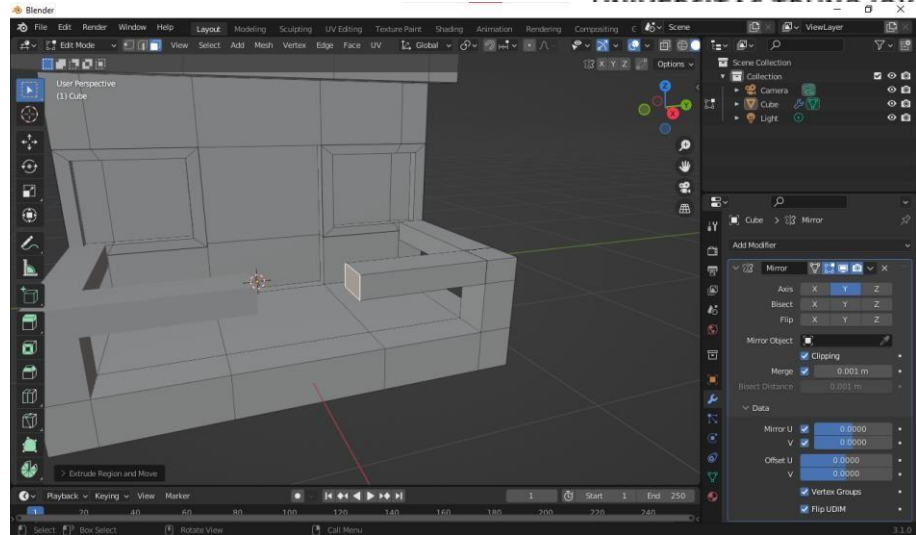 Blender
File Edit Render Window Help Layout Modeling Sculpting UV Editing Texture Paint Shading Animation Rendering Compositing Scene ViewLayer
Edit Mode View Select Add Mesh Vertex Edge Face UV Global
X Y Z Options
User Perspective
(1) Cube
Scene Collection
Collection
Camera
Cube
Light
Cube > Mirror
Add Modifier
Mirror
Axis X Y Z
Bisect X Y Z
Flip X Y Z
Mirror Object
Clipping
Merge 0.001 m
Bisect Distance 0.001 m
Data
Mirror U 0.0000
V 0.0000
Offset U 0.0000
V 0.0000
Vertex Groups
Flip UDIM
> Extrude Region and Move
Playback Keying View Marker 1 Start 1 End 250
1 20 40 60 80 100 120 140 160 180 200 220 240
Select Box Select Rotate View Call Menu 3.1.0